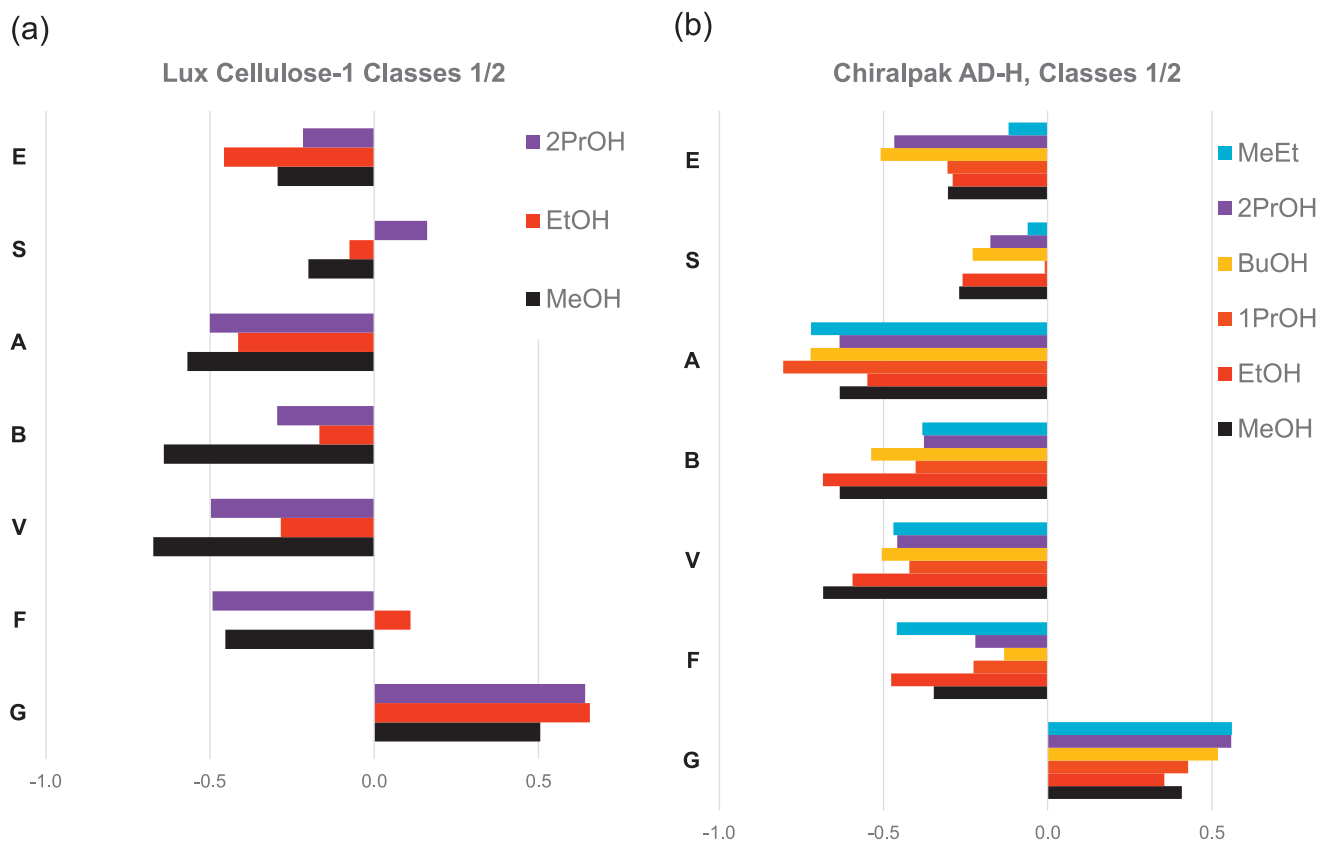 (a)
Lux Cellulose-1 Classes 1/2
E
S
A
B
V
F
G
2PrOH
EtOH
MeOH
-1.0 -0.5 0.0 0.5
(b)
Chiralpak AD-H, Classes 1/2
E
S
A
B
V
F
G
MeEt
2PrOH
BuOH
1PrOH
EtOH
MeOH
-1.0 -0.5 0.0 0.5